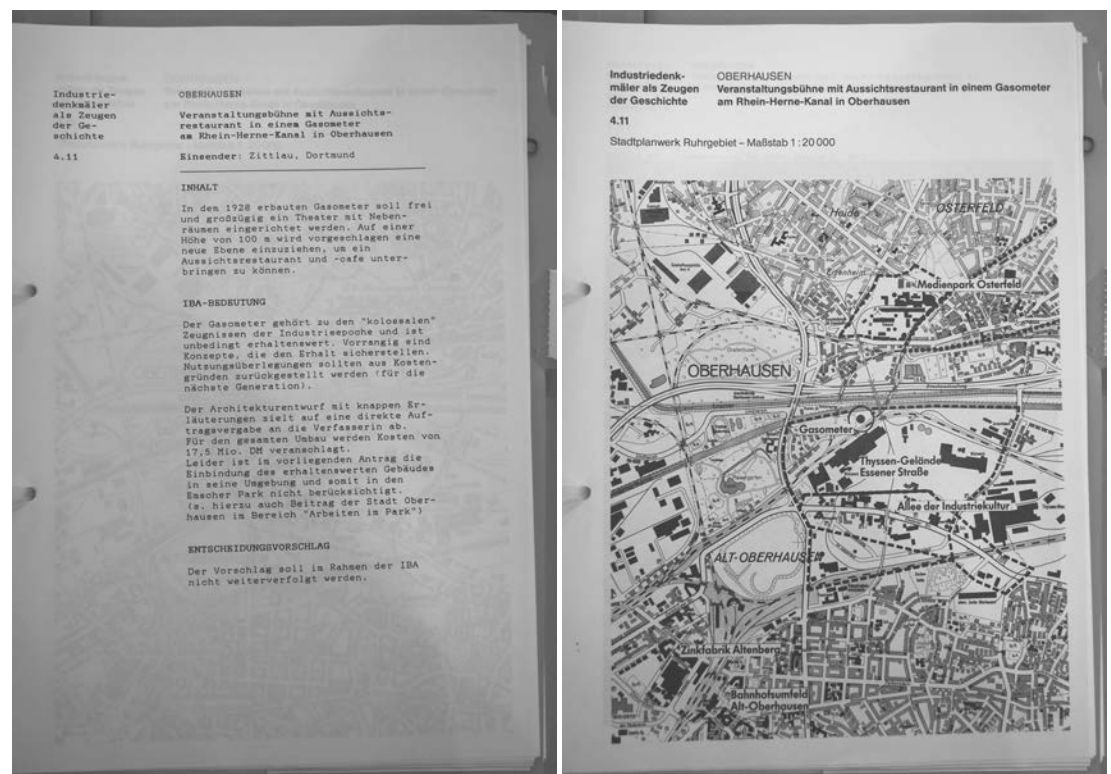 Industrie-
denkmäler
als Zeugen
der Ge-
schichte
4.11
OBERHAUSEN
Veranstaltungsbühne mit Aussichts-
restaurant in einem Gasometer
am Rhein-Herne-Kanal in Oberhausen
Einsender: Zittlau, Dortmund
INHALT
In dem 1928 erbauten Gasometer soll frei
und großzügig ein Theater mit Neben-
räumen eingerichtet werden. Auf einer
Höhe von 100 m wird vorgeschlagen eine
neue Ebene einzuziehen, um ein
Aussichtsrestaurant und -cafe unter-
bringen zu können.
IBA-BEDEUTUNG
Der Gasometer gehört zu den "kolossalen"
Zeugnissen der Industrieepoche und ist
unbedingt erhaltenswert. Vorrangig sind
Konzepte, die den Erhalt sicherstellen.
Nutzungsüberlegungen sollten aus Kosten-
gründen zurückgestellt werden (für die
nächste Generation).
Der Architekturentwurf mit knappen Er-
läuterungen zielt auf eine direkte Auf-
tragsvergabe an die Verfasserin ab.
Für den gesamten Umbau werden Kosten von
17,5 Mio. DM veranschlagt.
Leider ist im vorliegenden Antrag die
Einbindung des erhaltenswerten Gebäudes
in seine Umgebung und somit in den
Emscher Park nicht berücksichtigt.
(s. hierzu auch Beitrag der Stadt Ober-
hausen im Bereich "Arbeiten im Park")
ENTSCHEIDUNGSVORSCHLAG
Der Vorschlag soll im Rahmen der IBA
nicht weiterverfolgt werden.
Industriedenk-
mäler als Zeugen
der Geschichte
4.11
OBERHAUSEN
Veranstaltungsbühne mit Aussichtsrestaurant in einem Gasometer
am Rhein-Herne-Kanal in Oberhausen
Stadtplanwerk Ruhrgebiet – Maßstab 1:20 000
Heide
OSTERFELD
Eigenheim
Medienpark Osterfeld
OBERHAUSEN
Gasometer
Thyssen-Gelände
Essener Straße
Allee der Industriekultur
ALT-OBERHAUSEN
Zinkfabrik Altenberg
Bahnhofsumfeld
Alt-Oberhausen